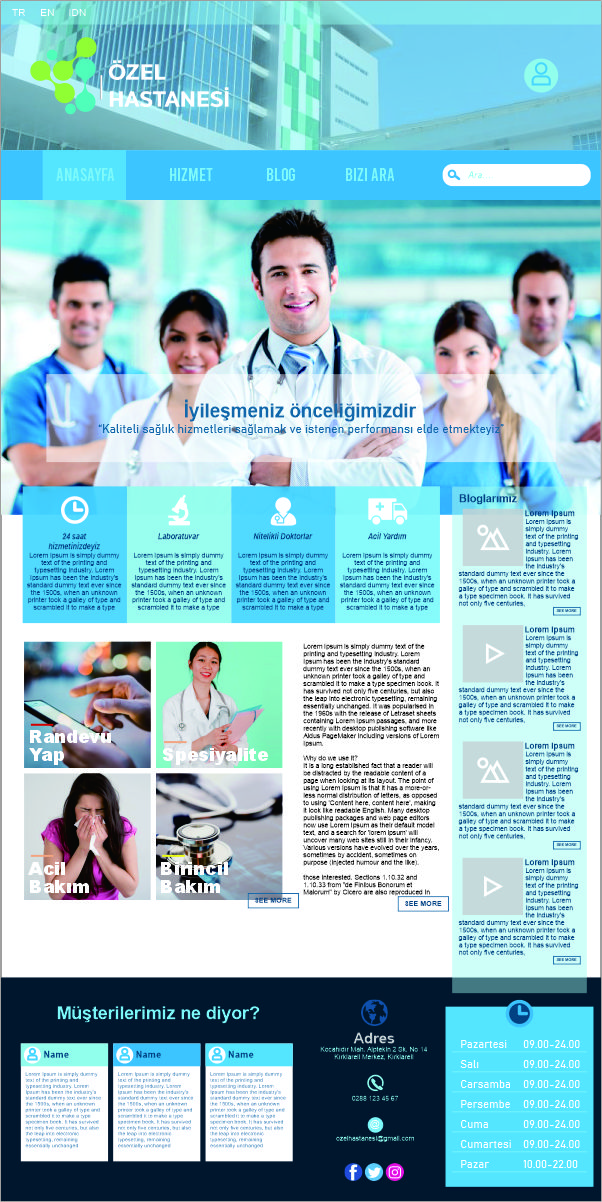 TR EN IDN
ÖZEL
HASTANESİ
ANASAYFA HIZMET BLOG BIZI ARA Ara
İyileşmeniz önceliğimizdir
“Kaliteli sağlık hizmetleri sağlamak ve istenen performansı elde etmekteyiz”
24 saat
hizmetinizdeyiz
Lorem Ipsum is simply dummy
text of the printing and
typesetting industry. Lorem
Ipsum has been the industry's
standard dummy text ever since
the 1500s, when an unknown
printer took a galley of type and
scrambled it to make a type
Laboratuvar
Lorem Ipsum is simply dummy
text of the printing and
typesetting industry. Lorem
Ipsum has been the industry's
standard dummy text ever since
the 1500s, when an unknown
printer took a galley of type and
scrambled it to make a type
Nitelikli Doktorlar
Lorem Ipsum is simply dummy
text of the printing and
typesetting industry. Lorem
Ipsum has been the industry's
standard dummy text ever since
the 1500s, when an unknown
printer took a galley of type and
scrambled it to make a type
Acil Yardım
Lorem Ipsum is simply dummy
text of the printing and
typesetting industry. Lorem
Ipsum has been the industry's
standard dummy text ever since
the 1500s, when an unknown
printer took a galley of type and
scrambled it to make a type
Randevu
Yap
Spesiyalite
Acil
Bakım
Birincil
Bakım
SEE MORE
Lorem Ipsum is simply dummy text of the
printing and typesetting industry. Lorem
Ipsum has been the industry's standard
dummy text ever since the 1500s, when an
unknown printer took a galley of type and
scrambled it to make a type specimen book. It
has survived not only five centuries, but also
the leap into electronic typesetting, remaining
essentially unchanged. It was popularised in
the 1960s with the release of Letraset sheets
containing Lorem Ipsum passages, and more
recently with desktop publishing software like
Aldus PageMaker including versions of Lorem
Ipsum.
Why do we use it?
It is a long established fact that a reader will
be distracted by the readable content of a
page when looking at its layout. The point of
using Lorem Ipsum is that it has a more-or-
less normal distribution of letters, as opposed
to using 'Content here, content here', making
it look like readable English. Many desktop
publishing packages and web page editors
now use Lorem Ipsum as their default model
text, and a search for 'lorem ipsum' will
uncover many web sites still in their infancy.
Various versions have evolved over the years,
sometimes by accident, sometimes on
purpose (injected humour and the like).
those interested. Sections 1.10.32 and
1.10.33 from "de Finibus Bonorum et
Malorum" by Cicero are also reproduced in
SEE MORE
Bloglarımız
Lorem Ipsum
Lorem Ipsum is
simply dummy
text of the printing
and typesetting
industry. Lorem
Ipsum has been
the industry's
standard dummy text ever since the
1500s, when an unknown printer took a
galley of type and scrambled it to make
a type specimen book. It has survived
not only five centuries,
SEE MORE
Lorem Ipsum
Lorem Ipsum is
simply dummy
text of the printing
and typesetting
industry. Lorem
Ipsum has been
the industry's
standard dummy text ever since the
1500s, when an unknown printer took a
galley of type and scrambled it to make
a type specimen book. It has survived
not only five centuries,
SEE MORE
Lorem Ipsum
Lorem Ipsum is
simply dummy
text of the printing
and typesetting
industry. Lorem
Ipsum has been
the industry's
standard dummy text ever since the
1500s, when an unknown printer took a
galley of type and scrambled it to make
a type specimen book. It has survived
not only five centuries,
SEE MORE
Lorem Ipsum
Lorem Ipsum is
simply dummy
text of the printing
and typesetting
industry. Lorem
Ipsum has been
the industry's
standard dummy text ever since the
1500s, when an unknown printer took a
galley of type and scrambled it to make
a type specimen book. It has survived
not only five centuries,
SEE MORE
Müşterilerimiz ne diyor?
Name
Lorem Ipsum is simply dummy
text of the printing and
typesetting industry. Lorem
Ipsum has been the industry's
standard dummy text ever since the
1500s, when an unknown printer
took a galley of type and
scrambled it to make a type
specimen book. It has survived
not only five centuries, but also
the leap into electronic
typesetting, remaining
essentially unchanged
Name
Lorem Ipsum is simply dummy
text of the printing and
typesetting industry. Lorem
Ipsum has been the industry's
standard dummy text ever since the
1500s, when an unknown printer
took a galley of type and
scrambled it to make a type
specimen book. It has survived
not only five centuries, but also
the leap into electronic
typesetting, remaining
essentially unchanged
Name
Lorem Ipsum is simply dummy
text of the printing and
typesetting industry. Lorem
Ipsum has been the industry's
standard dummy text ever since the
1500s, when an unknown printer
took a galley of type and
scrambled it to make a type
specimen book. It has survived
not only five centuries, but also
the leap into electronic
typesetting, remaining
essentially unchanged
Adres
Kocahıdır Mah, Alptekin 2 Sk. No 14
Kırklareli Merkez, Kırklareli
0288 123 45 67
ozelhastanesi@gmail.com
Pazartesi 09.00-24.00
Salı 09.00-24.00
Carsamba 09.00-24.00
Persembe 09.00-24.00
Cuma 09.00-24.00
Cumartesi 09.00-24.00
Pazar 10.00-22.00